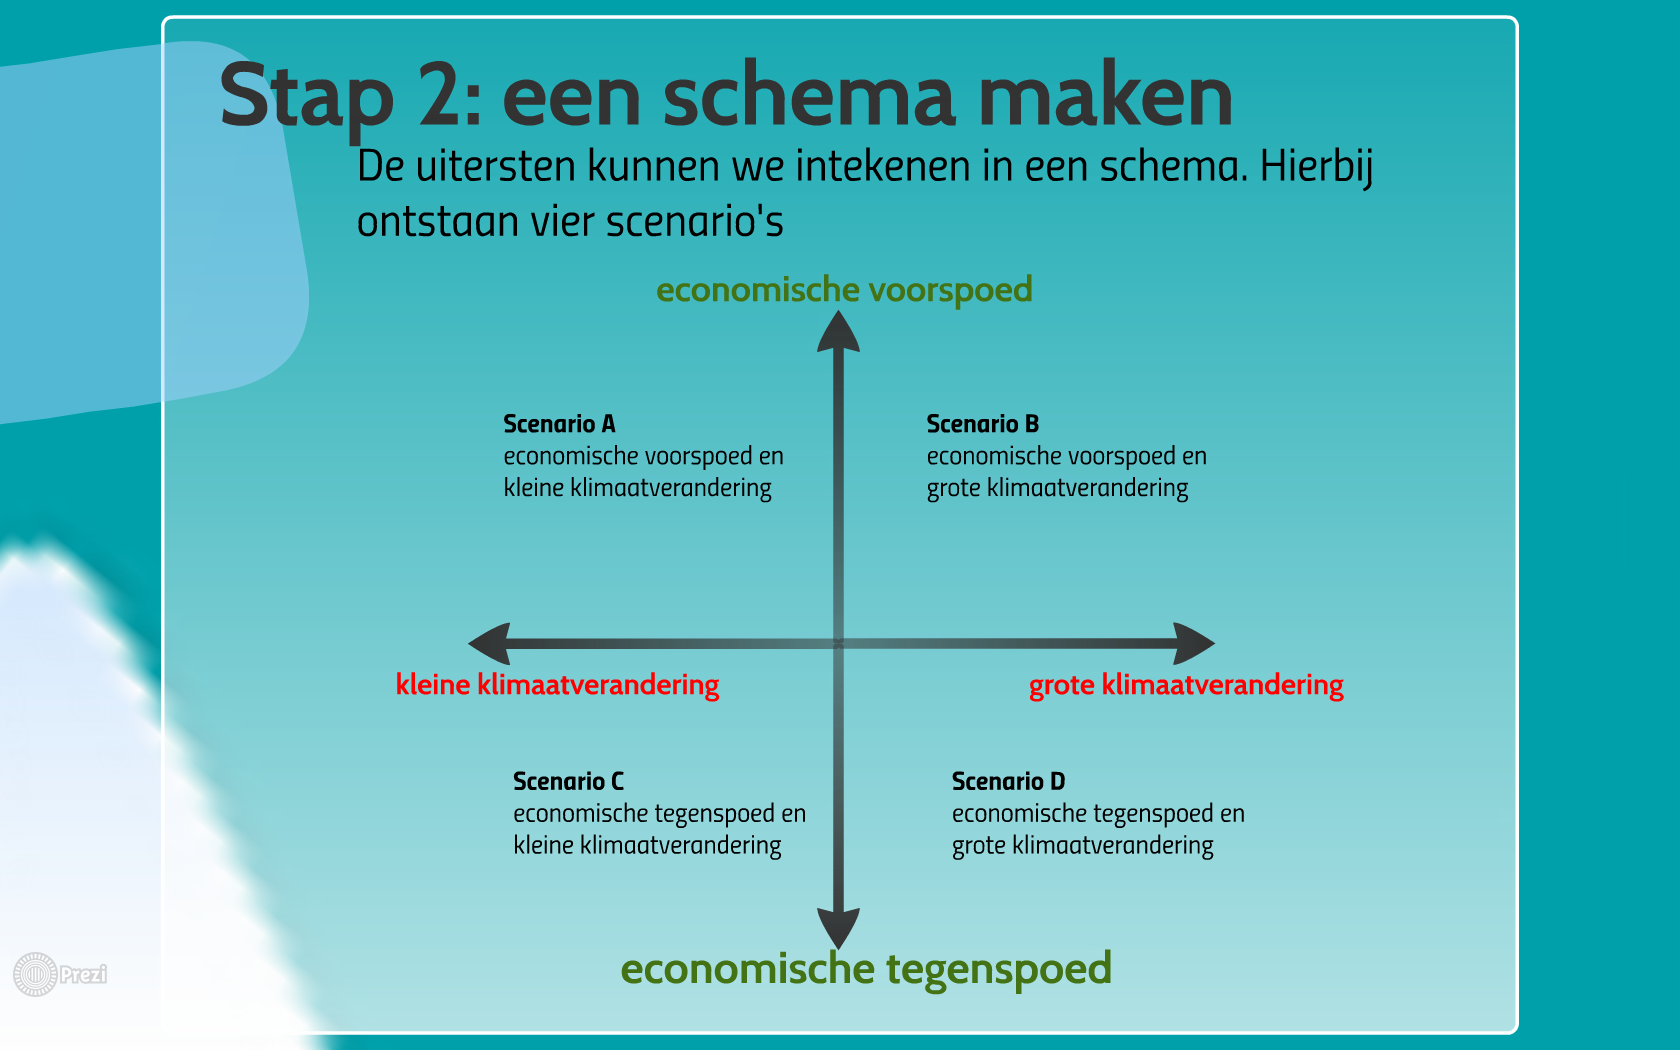 Stap 2: een schema maken
De uitersten kunnen we intekenen in een schema. Hierbij
ontstaan vier scenario's
economische voorspoed
Scenario A
economische voorspoed en
kleine klimaatverandering
Scenario B
economische voorspoed en
grote klimaatverandering
kleine klimaatverandering
grote klimaatverandering
Scenario C
economische tegenspoed en
kleine klimaatverandering
Scenario D
economische tegenspoed en
grote klimaatverandering
economische tegenspoed
Prezi